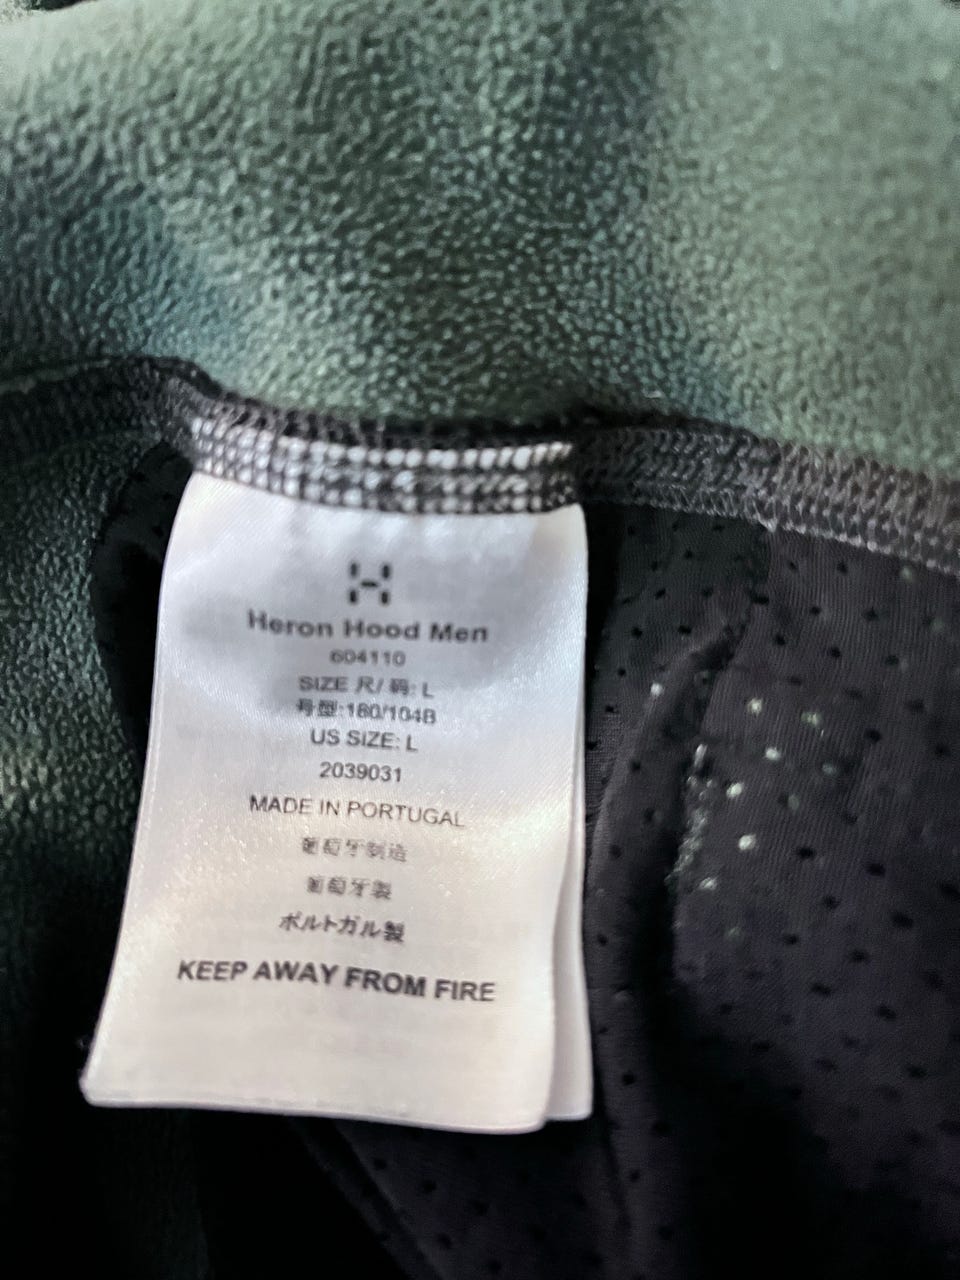 Heron Hood Men
604110
SIZE 尺/ 码: L
号型:180/104B
US SIZE: L
2039031
MADE IN PORTUGAL
葡萄牙制造
葡萄牙製
ポルトガル製
KEEP AWAY FROM FIRE